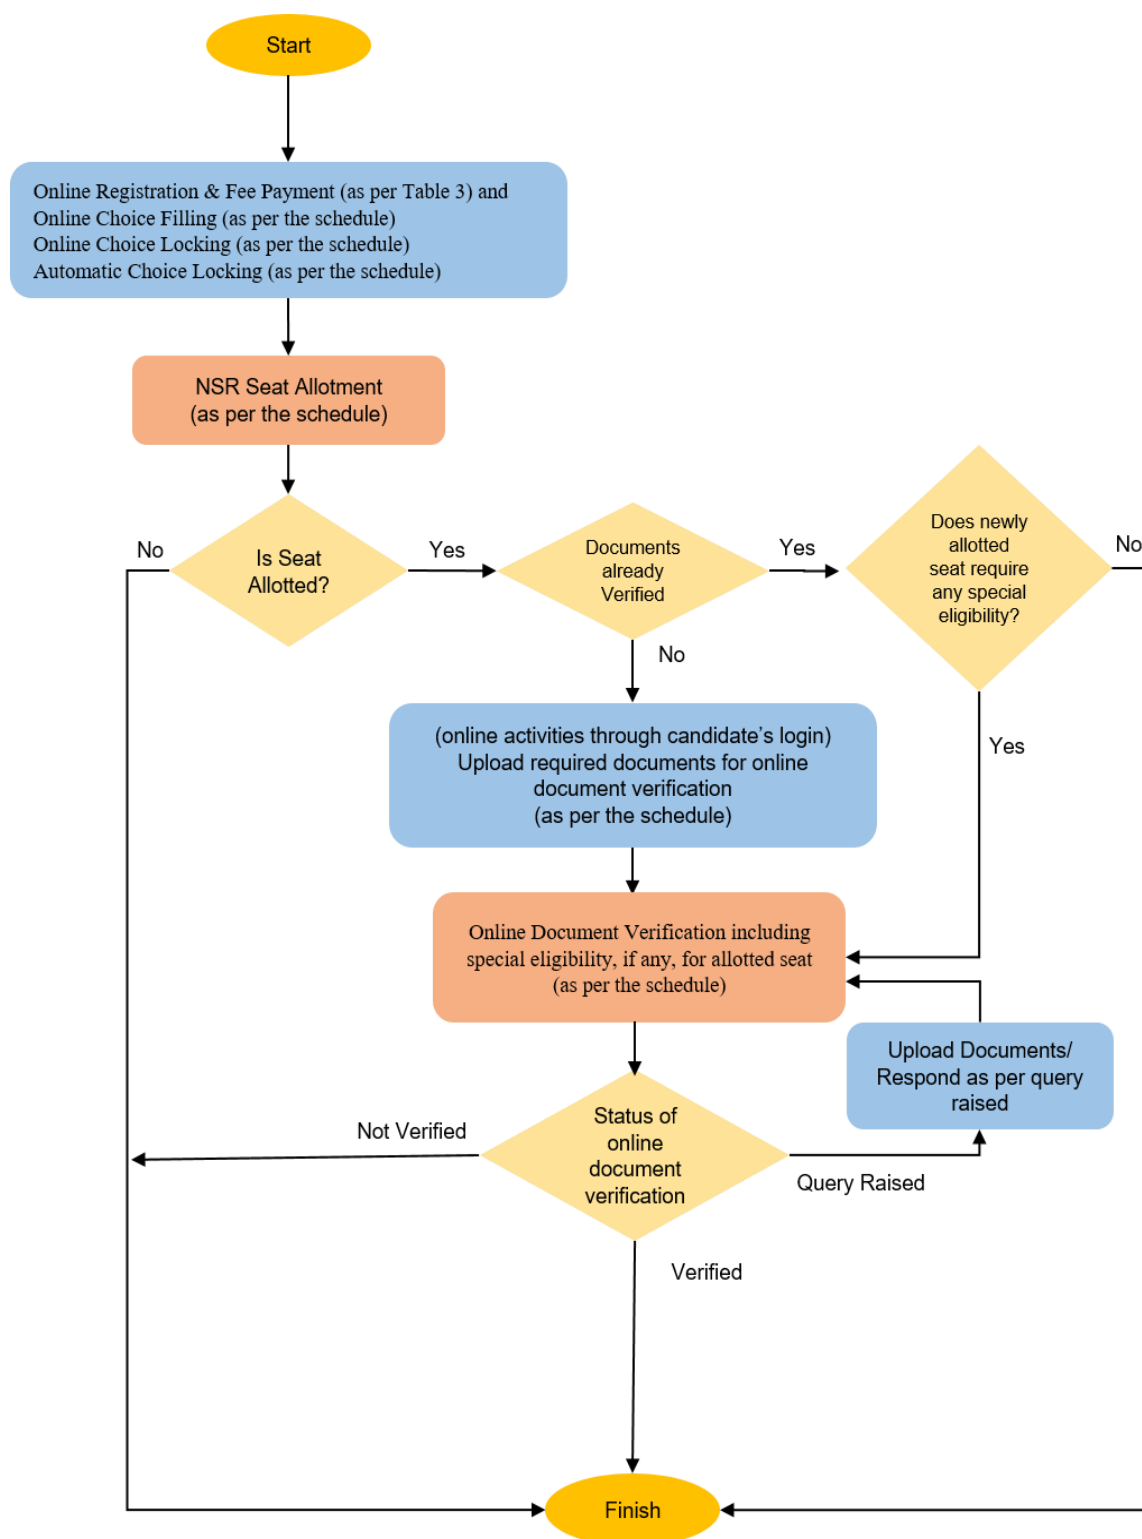 Start
Online Registration & Fee Payment (as per Table 3) and
Online Choice Filling (as per the schedule)
Online Choice Locking (as per the schedule)
Automatic Choice Locking (as per the schedule)
NSR Seat Allotment
(as per the schedule)
No
Is Seat
Allotted?
Yes
Documents
already
Verified
Yes
Does newly
allotted
seat require
any special
eligibility?
No
No
Yes
(online activities through candidate's login)
Upload required documents for online
document verification
(as per the schedule)
Online Document Verification including
special eligibility, if any, for allotted seat
(as per the schedule)
Upload Documents/
Respond as per query
raised
Not Verified
Status of
online
document
verification
Query Raised
Verified
Finish